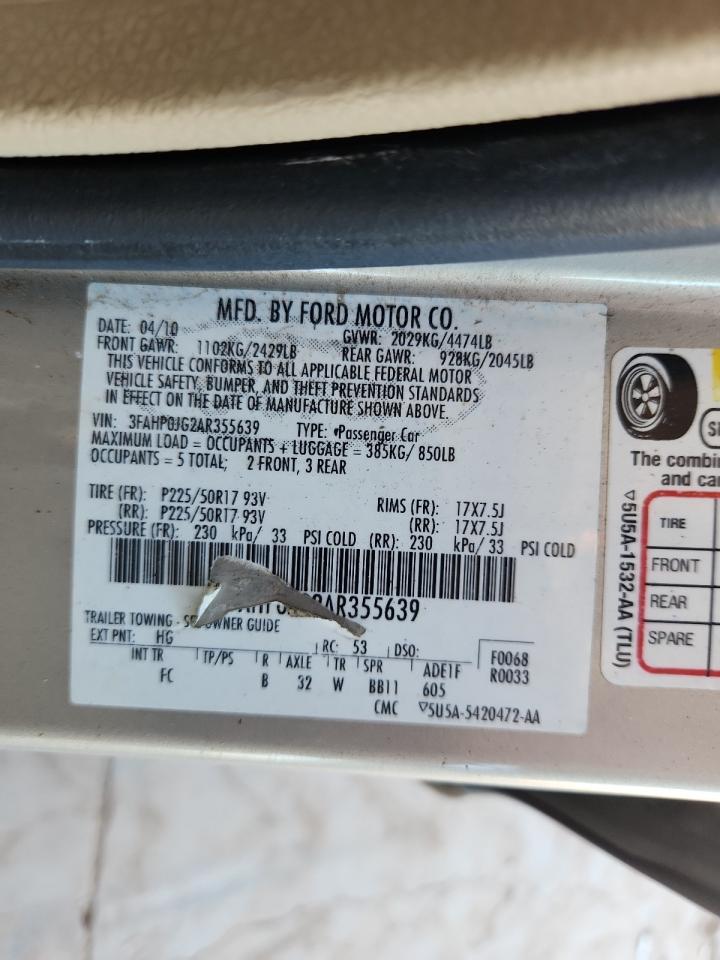 MFD. BY FORD MOTOR CO.
DATE: 04/10 GVWR: 2029KG/4474LB
FRONT GAWR: 1102KG/2429LB REAR GAWR: 928KG/2045LB
THIS VEHICLE CONFORMS TO ALL APPLICABLE FEDERAL MOTOR
VEHICLE SAFETY, BUMPER, AND THEFT PREVENTION STANDARDS
IN EFFECT ON THE DATE OF MANUFACTURE SHOWN ABOVE.
VIN: 3FAHP0JG2AR355639 TYPE: Passenger Car
MAXIMUM LOAD = OCCUPANTS + LUGGAGE = 385KG/ 850LB
OCCUPANTS = 5 TOTAL; 2 FRONT, 3 REAR
TIRE (FR): P225/50R17 93V RIMS (FR): 17X7.5J
(RR): P225/50R17 93V (RR): 17X7.5J
PRESSURE (FR): 230 kPa/ 33 PSI COLD (RR): 230 kPa/ 33 PSI COLD
AR355639
TRAILER TOWING - OWNER GUIDE
EXT PNT: HG RC: 53 DSO: F0068
INT TR TP/PS R AXLE TR SPR ADE1F R0033
FC B 32 W BB11 605
CMC ▽5U5A-5420472-AA
The combin
and car
TIRE
FRONT
REAR
SPARE
▽5U5A-1532-AA (TLU)